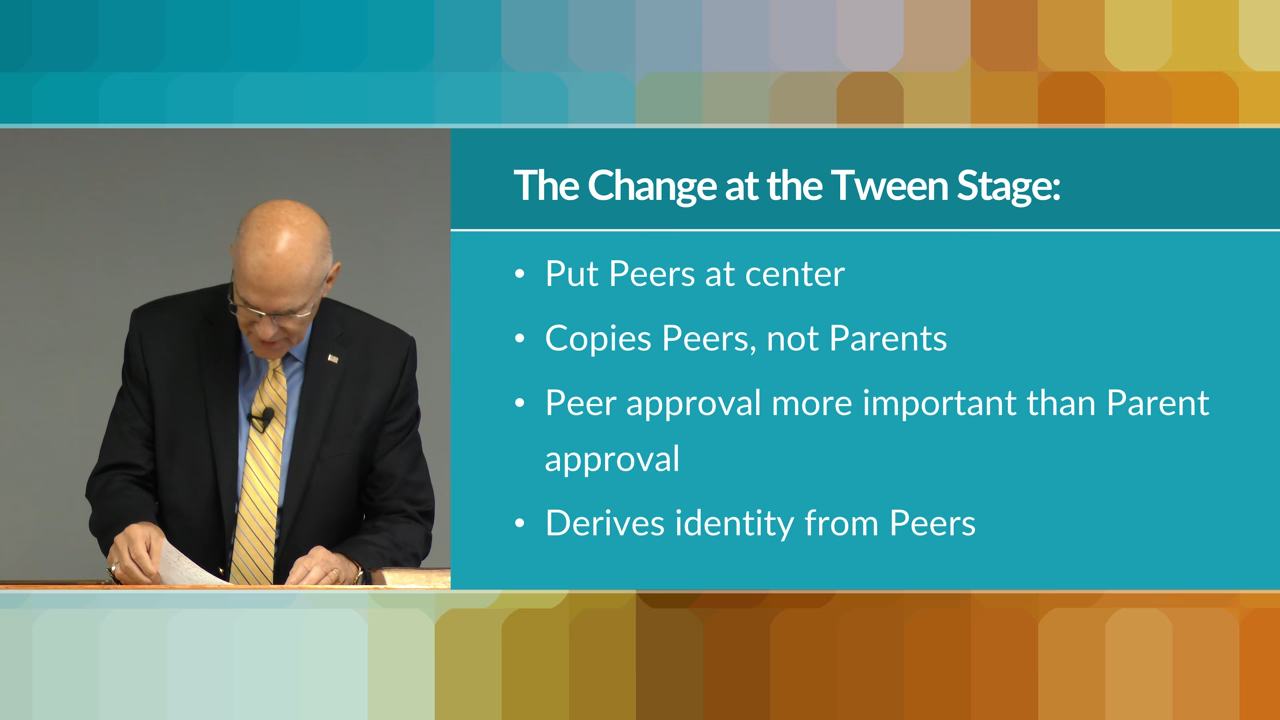 The Change at the Tween Stage:
• Put Peers at center
• Copies Peers, not Parents
• Peer approval more important than Parent
approval
• Derives identity from Peers